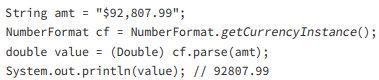 String amt = "$92,807.99";
NumberFormat cf = NumberFormat.getCurrencyInstance();
double value = (Double) cf.parse(amt);
System.out.println(value); // 92807.99